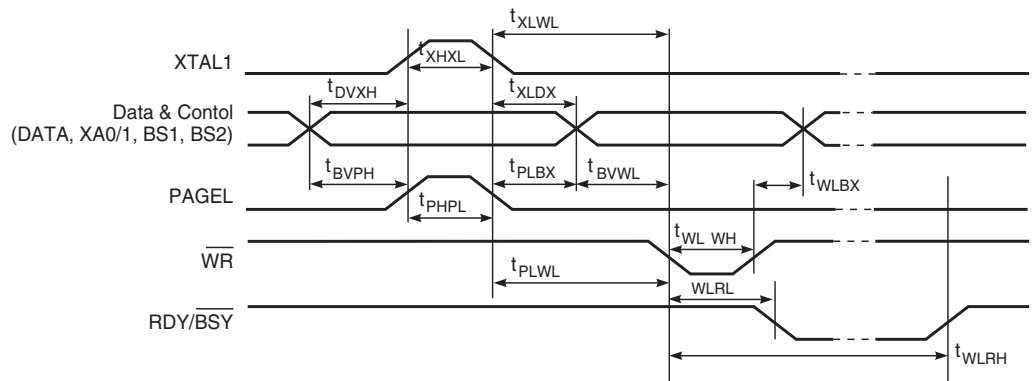 tXLWL
XTAL1
tXHXL
tDVXH
tXLDX
Data & Contol
(DATA, XA0/1, BS1, BS2)
tBVPH
tPLBX
tBVWL
tWLBX
PAGEL
tPHPL
tWL WH
WR
tPLWL
WLRL
RDY/BSY
tWLRH